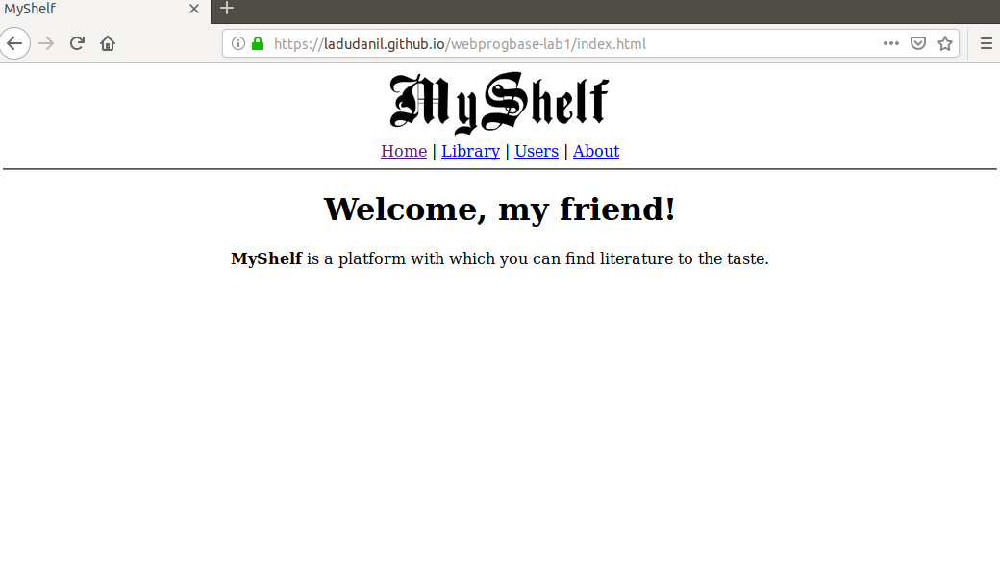 MyShelf
https://ladudanil.github.io/webprogbase-lab1/index.html
MyShelf
Home | Library | Users | About
Welcome, my friend!
MyShelf is a platform with which you can find literature to the taste.